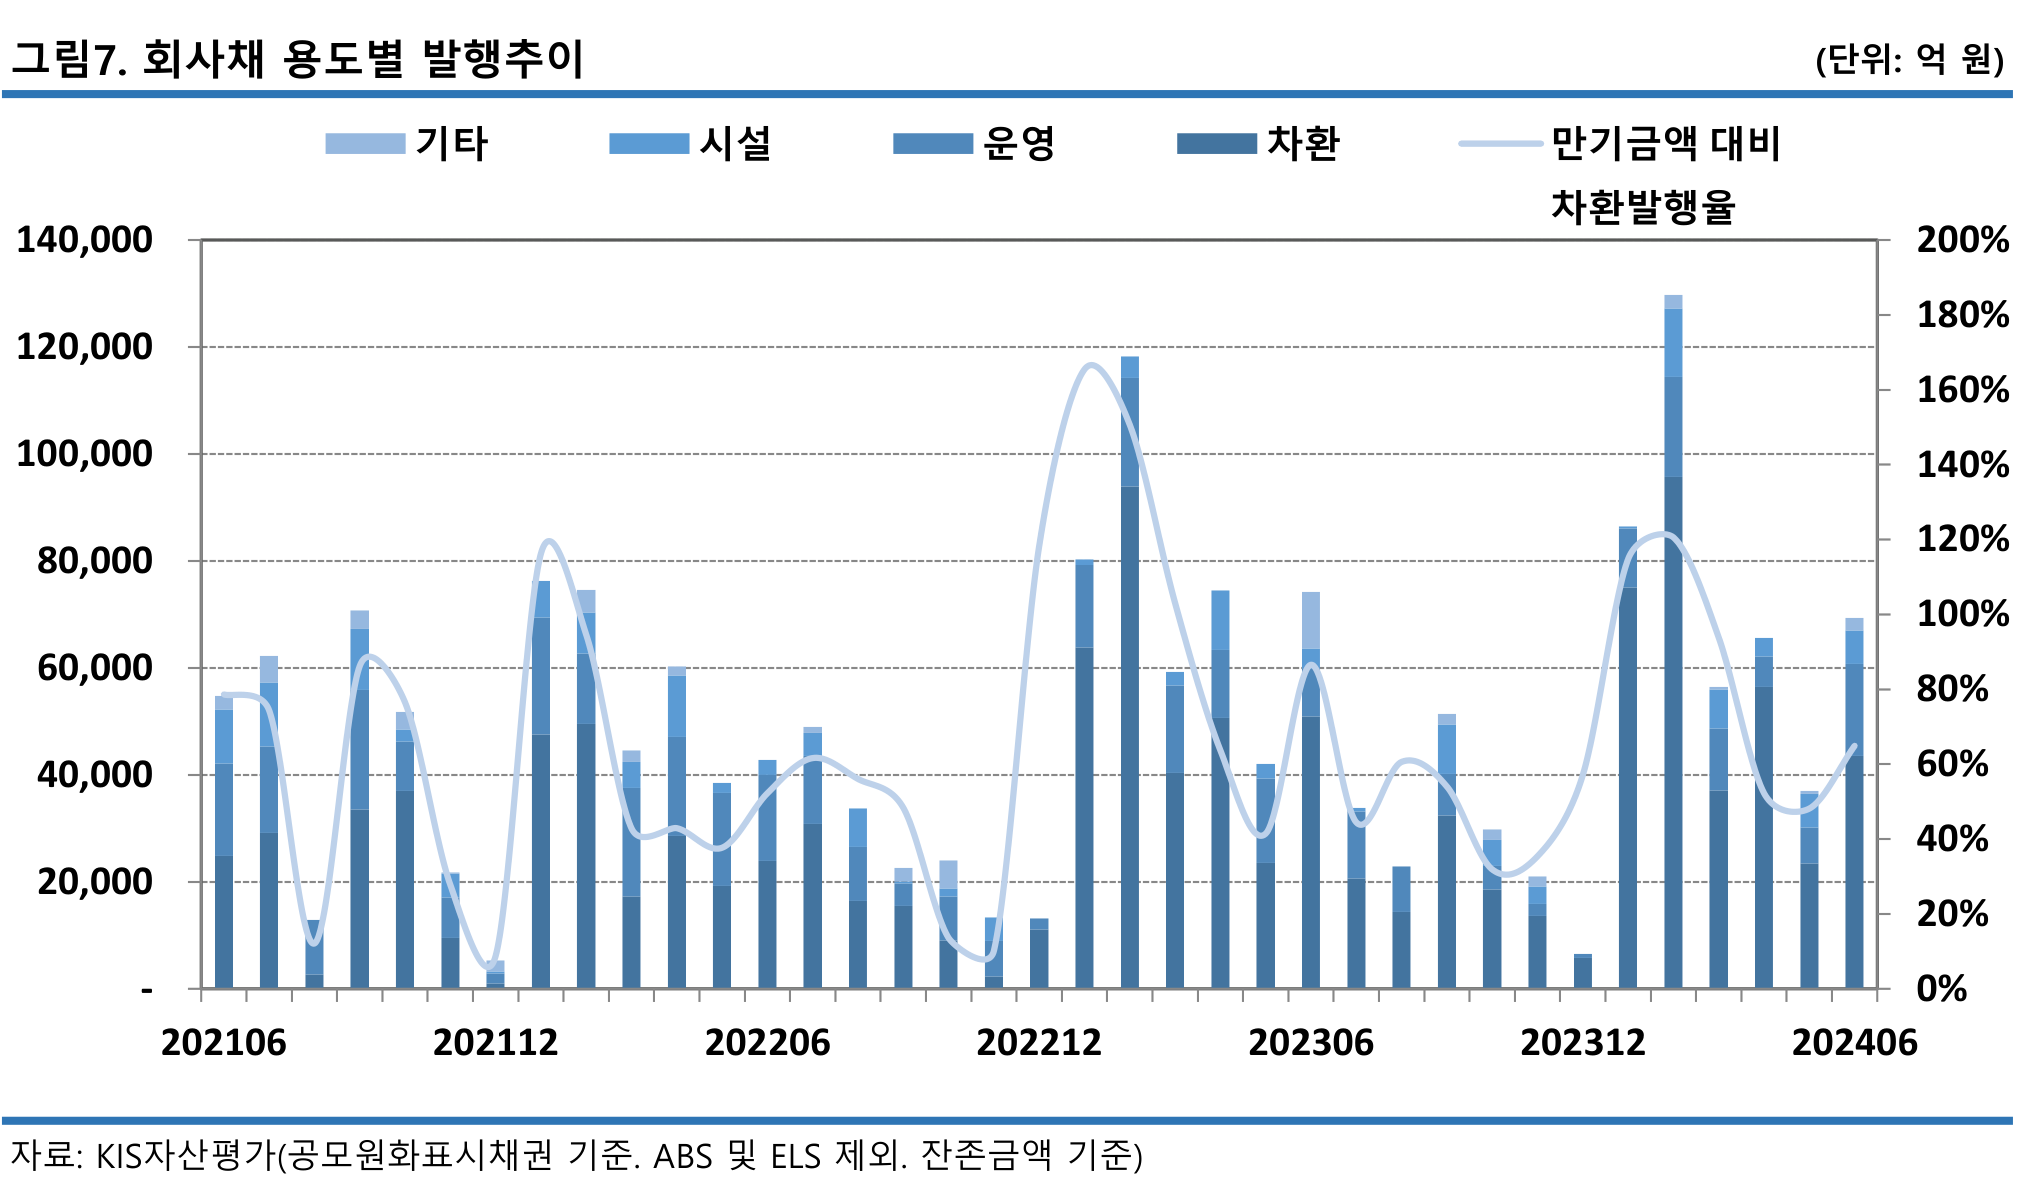 그림7. 회사채 용도별 발행추이
(단위: 억 원)
기타
시설
운영
차환
만기금액 대비
차환발행율
140,000
120,000
100,000
80,000
60,000
40,000
20,000
-
200%
180%
160%
140%
120%
100%
80%
60%
40%
20%
0%
202106
202112
202206
202212
202306
202312
202406
자료: KIS자산평가(공모원화표시채권 기준. ABS 및 ELS 제외. 잔존금액 기준)